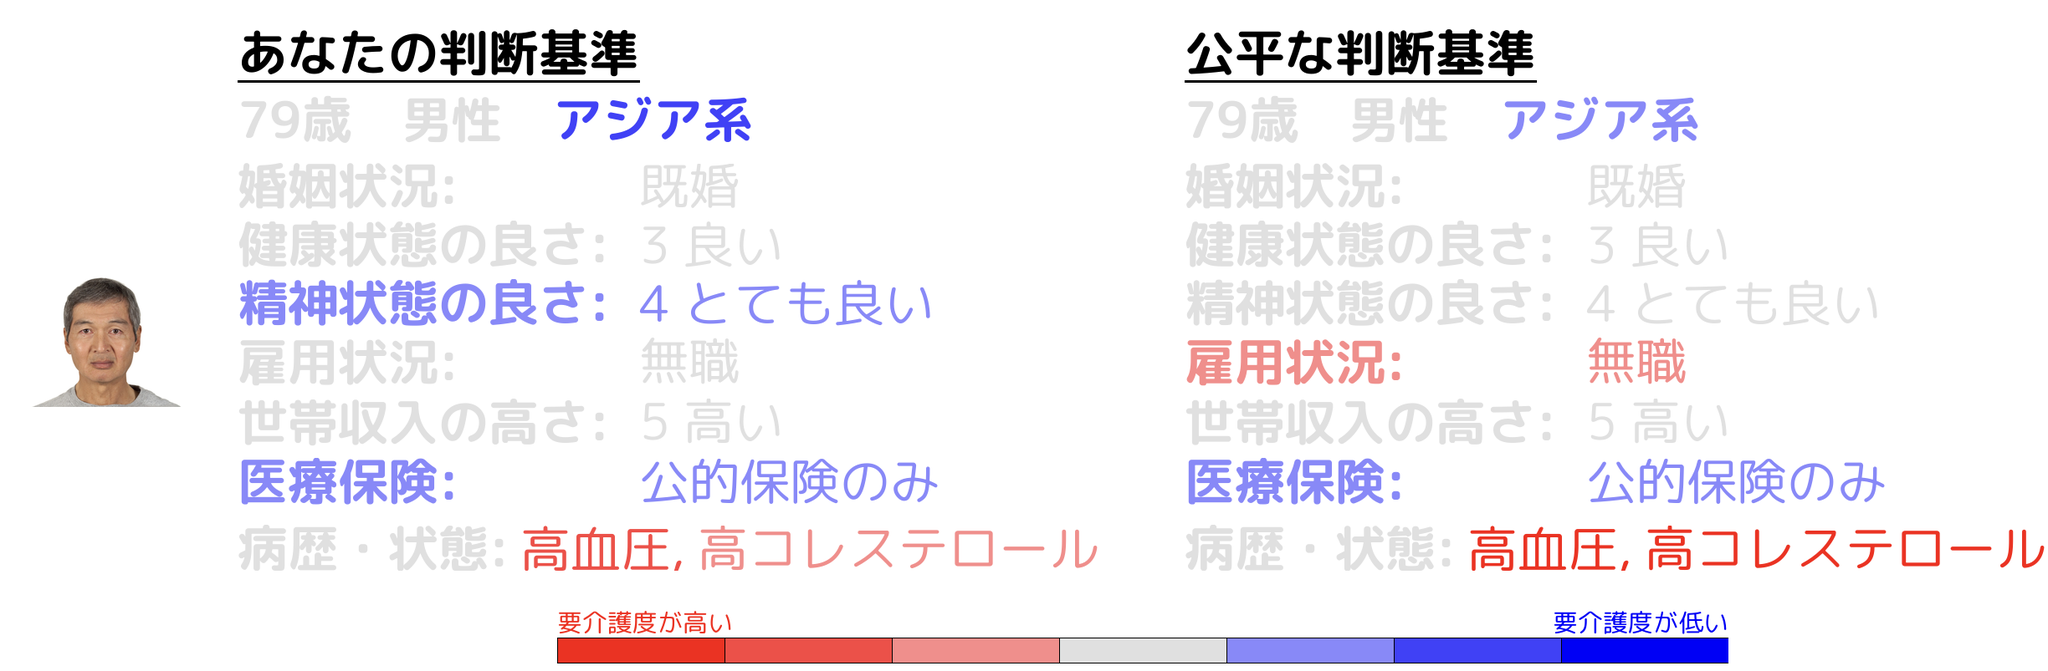 あなたの判断基準
79歳 男性 アジア系
婚姻状況: 既婚
健康状態の良さ: 3 良い
精神状態の良さ: 4 とても良い
雇用状況: 無職
世帯収入の高さ: 5 高い
医療保険: 公的保険のみ
病歴・状態: 高血圧, 高コレステロール
公平な判断基準
79歳 男性 アジア系
婚姻状況: 既婚
健康状態の良さ: 3 良い
精神状態の良さ: 4 とても良い
雇用状況: 無職
世帯収入の高さ: 5 高い
医療保険: 公的保険のみ
病歴・状態: 高血圧, 高コレステロール
要介護度が高い
要介護度が低い